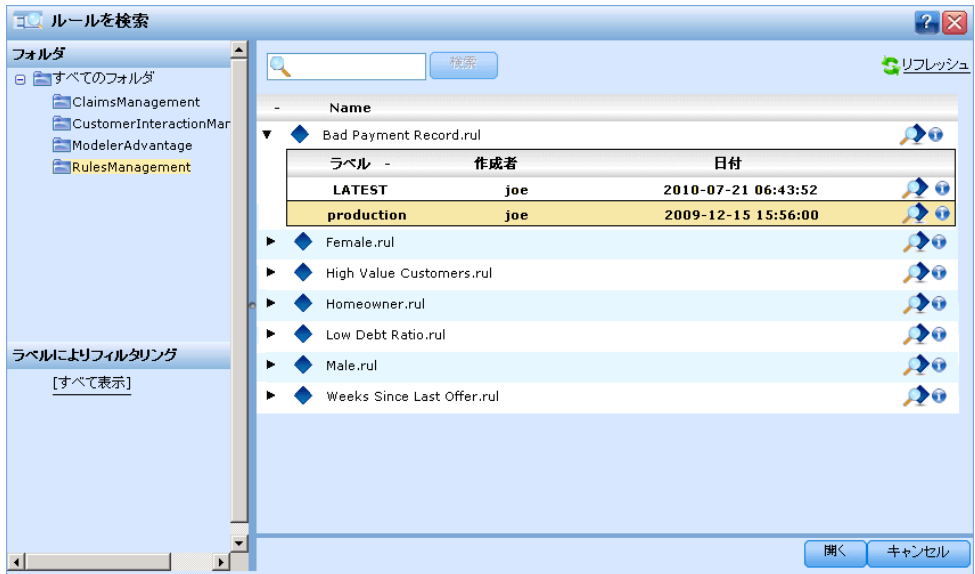 ルールを検索
?
フォルダ
すべてのフォルダ
ClaimsManagement
CustomerInteractionMar
ModelerAdvantage
RulesManagement
ラベルによりフィルタリング
[すべて表示]
検索
リフレッシュ
- Name
Bad Payment Record.rul
ラベル - 作成者 日付
LATEST joe 2010-07-21 06:43:52
production joe 2009-12-15 15:56:00
Female.rul
High Value Customers.rul
Homeowner.rul
Low Debt Ratio.rul
Male.rul
Weeks Since Last Offer.rul
開く キャンセル